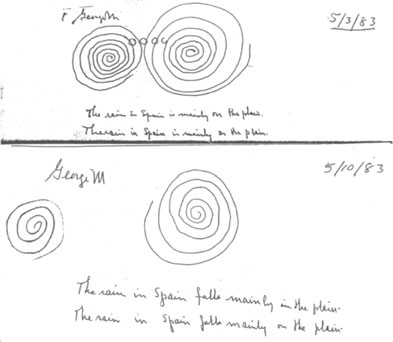 George M
5/3/83
The rain in Spain is mainly on the plain.
The rain in Spain is mainly on the plain
George M
5/10/83
The rain in Spain falls mainly in the plain.
The rain in Spain falls mainly on the plain.